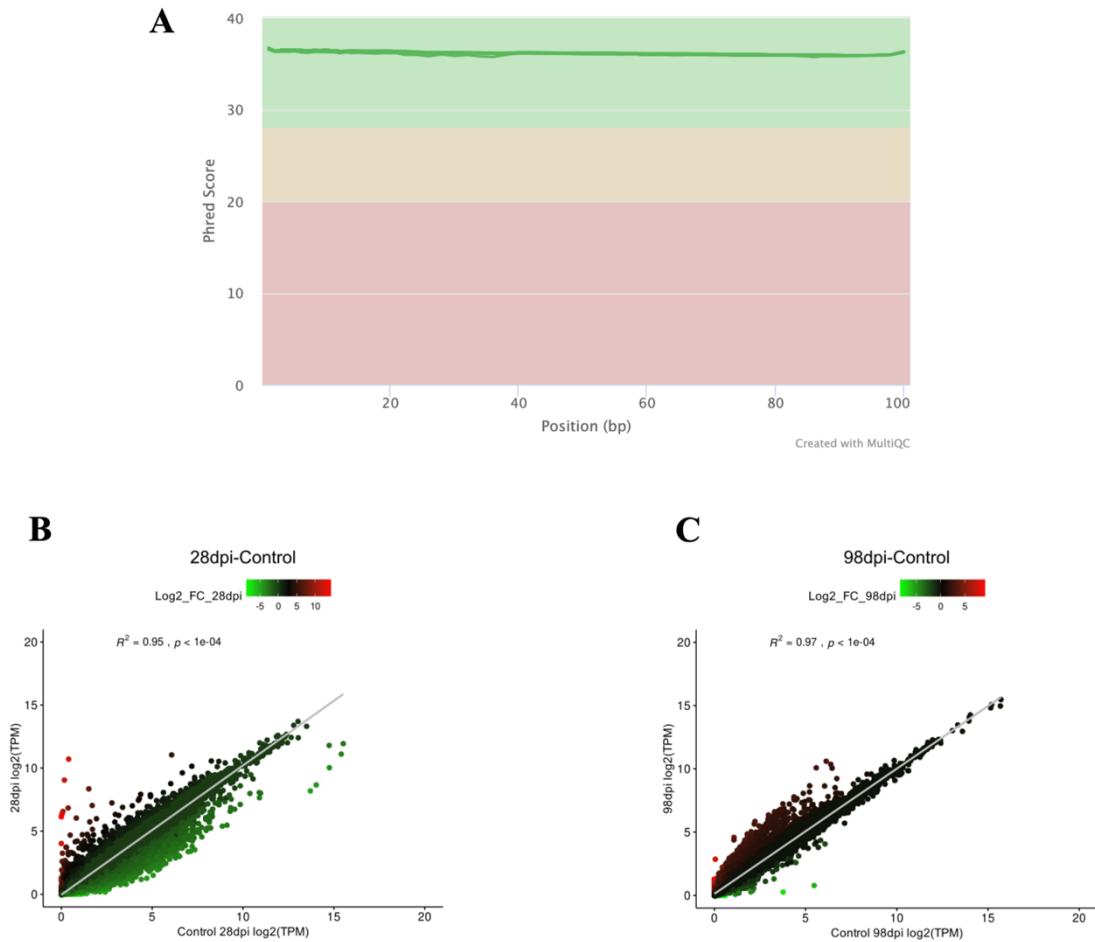 A
40
30
20
10
0
Phred Score
20 40 60 80 100
Position (bp)
Created with MultiQC
B
28dpi-Control
Log2_FC_28dpi
-5 0 5 10
R² = 0.95 , p < 1e-04
20
15
10
5
0
28dpi log2(TPM)
0 5 10 15 20
Control 28dpi log2(TPM)
C
98dpi-Control
Log2_FC_98dpi
-5 0 5
R² = 0.97 , p < 1e-04
20
15
10
5
0
98dpi log2(TPM)
0 5 10 15 20
Control 98dpi log2(TPM)